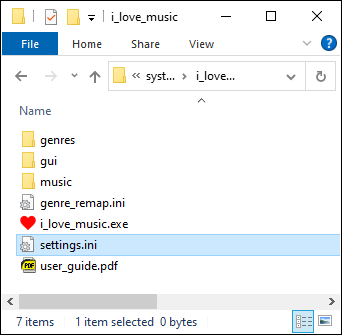 i_love_music
File Home Share View
« syst... › i_love...
Name
genres
gui
music
genre_remap.ini
i_love_music.exe
settings.ini
PDF user_guide.pdf
7 items 1 item selected 0 bytes